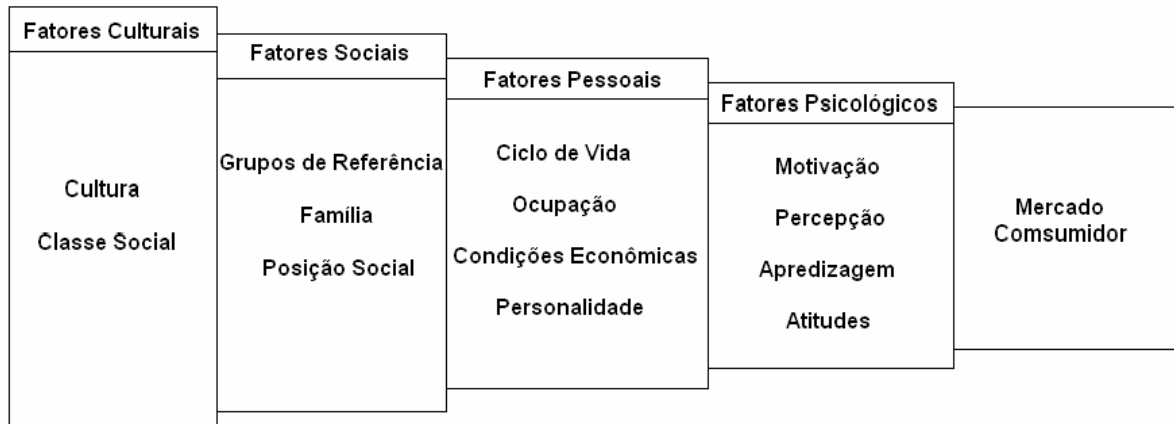 Fatores Culturais
Cultura
Classe Social
Fatores Sociais
Grupos de Referência
Família
Posição Social
Fatores Pessoais
Ciclo de Vida
Ocupação
Condições Econômicas
Personalidade
Fatores Psicológicos
Motivação
Percepção
Apredizagem
Atitudes
Mercado
Comsumidor